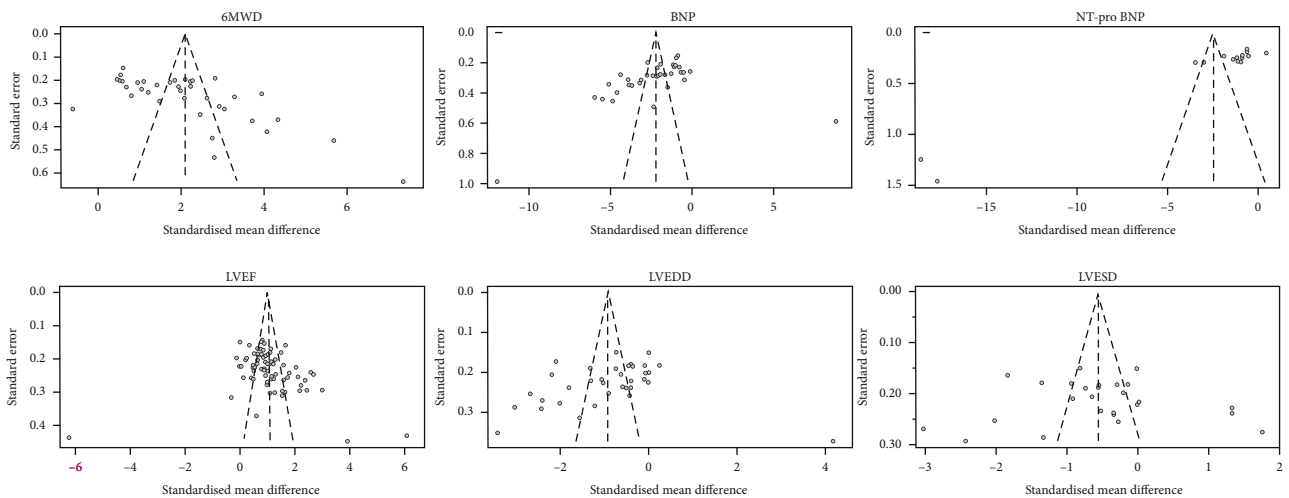 6MWD
0.0
0.1
0.2
0.3
0.4
0.5
0.6
Standard error
0 2 4 6
Standardised mean difference
BNP
0.0
0.2
0.4
0.6
0.8
1.0
Standard error
−10 −5 0 5
Standardised mean difference
NT-pro BNP
0.0
0.5
1.0
1.5
Standard error
−15 −10 −5 0
Standardised mean difference
LVEF
0.0
0.1
0.2
0.3
0.4
Standard error
−6 −4 −2 0 2 4 6
Standardised mean difference
LVEDD
0.0
0.1
0.2
0.3
Standard error
−2 0 2 4
Standardised mean difference
LVESD
0.00
0.10
0.20
0.30
Standard error
−3 −2 −1 0 1 2
Standardised mean difference